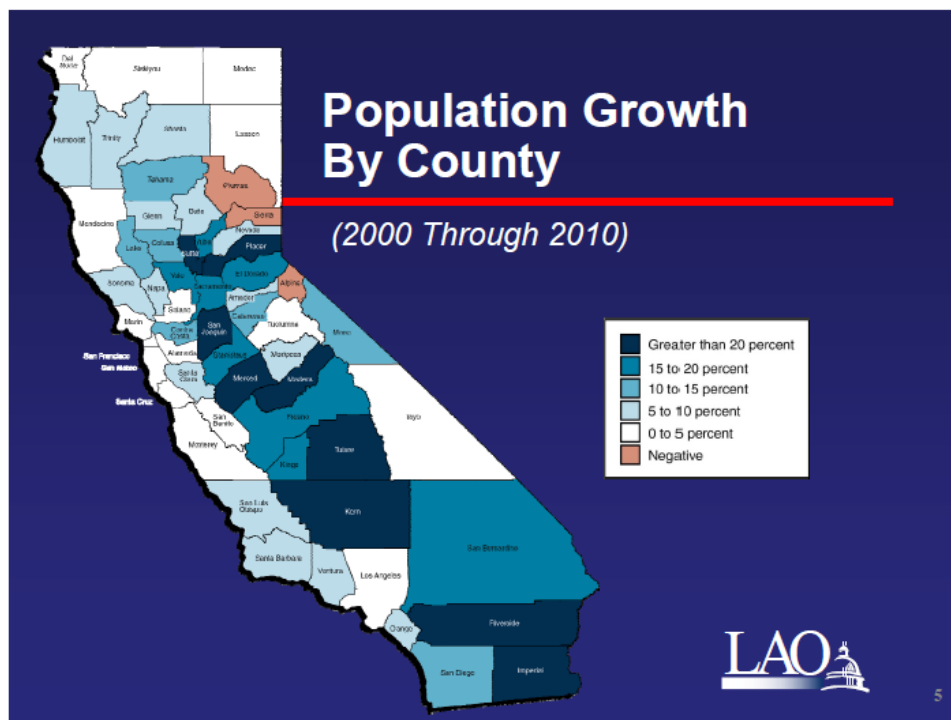 Population Growth
By County
(2000 Through 2010)
Del
Norte
Siskiyou
Modoc
Humboldt
Trinity
Shasta
Lassen
Tehama
Plumas
Mendocino
Glenn
Butte
Sierra
Nevada
Lake
Colusa
Placer
Yolo
El Dorado
Sonoma
Napa
Sacramento
Alpine
Amador
Solano
Calaveras
Marin
San
Joaquin
Tuolumne
Mono
Contra
Costa
San Francisco
Alameda
Stanislaus
Mariposa
San Mateo
Santa
Clara
Merced
Madera
Santa Cruz
San
Benito
Fresno
Inyo
Monterey
Kings
Tulare
San Luis
Obispo
Kern
Santa Barbara
Ventura
Los Angeles
San Bernardino
Orange
Riverside
San Diego
Imperial
Greater than 20 percent
15 to 20 percent
10 to 15 percent
5 to 10 percent
0 to 5 percent
Negative
LAO
5